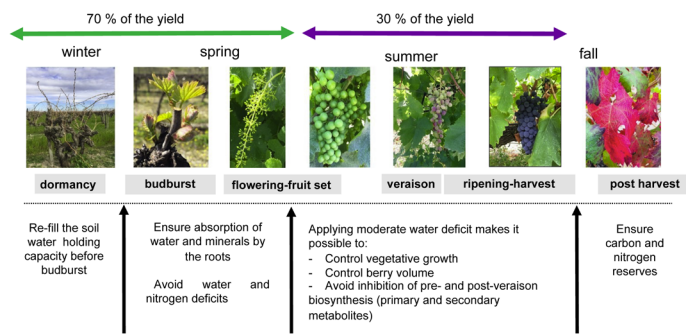 70 % of the yield
30 % of the yield
winter
spring
summer
fall
dormancy
budburst
flowering-fruit set
veraison
ripening-harvest
post harvest
Re-fill the soil
water holding
capacity before
budburst
Ensure absorption of
water and minerals by
the roots
Avoid water and
nitrogen deficits
Applying moderate water deficit makes it
possible to:
- Control vegetative growth
- Control berry volume
- Avoid inhibition of pre- and post-veraison
biosynthesis (primary and secondary
metabolites)
Ensure
carbon and
nitrogen
reserves